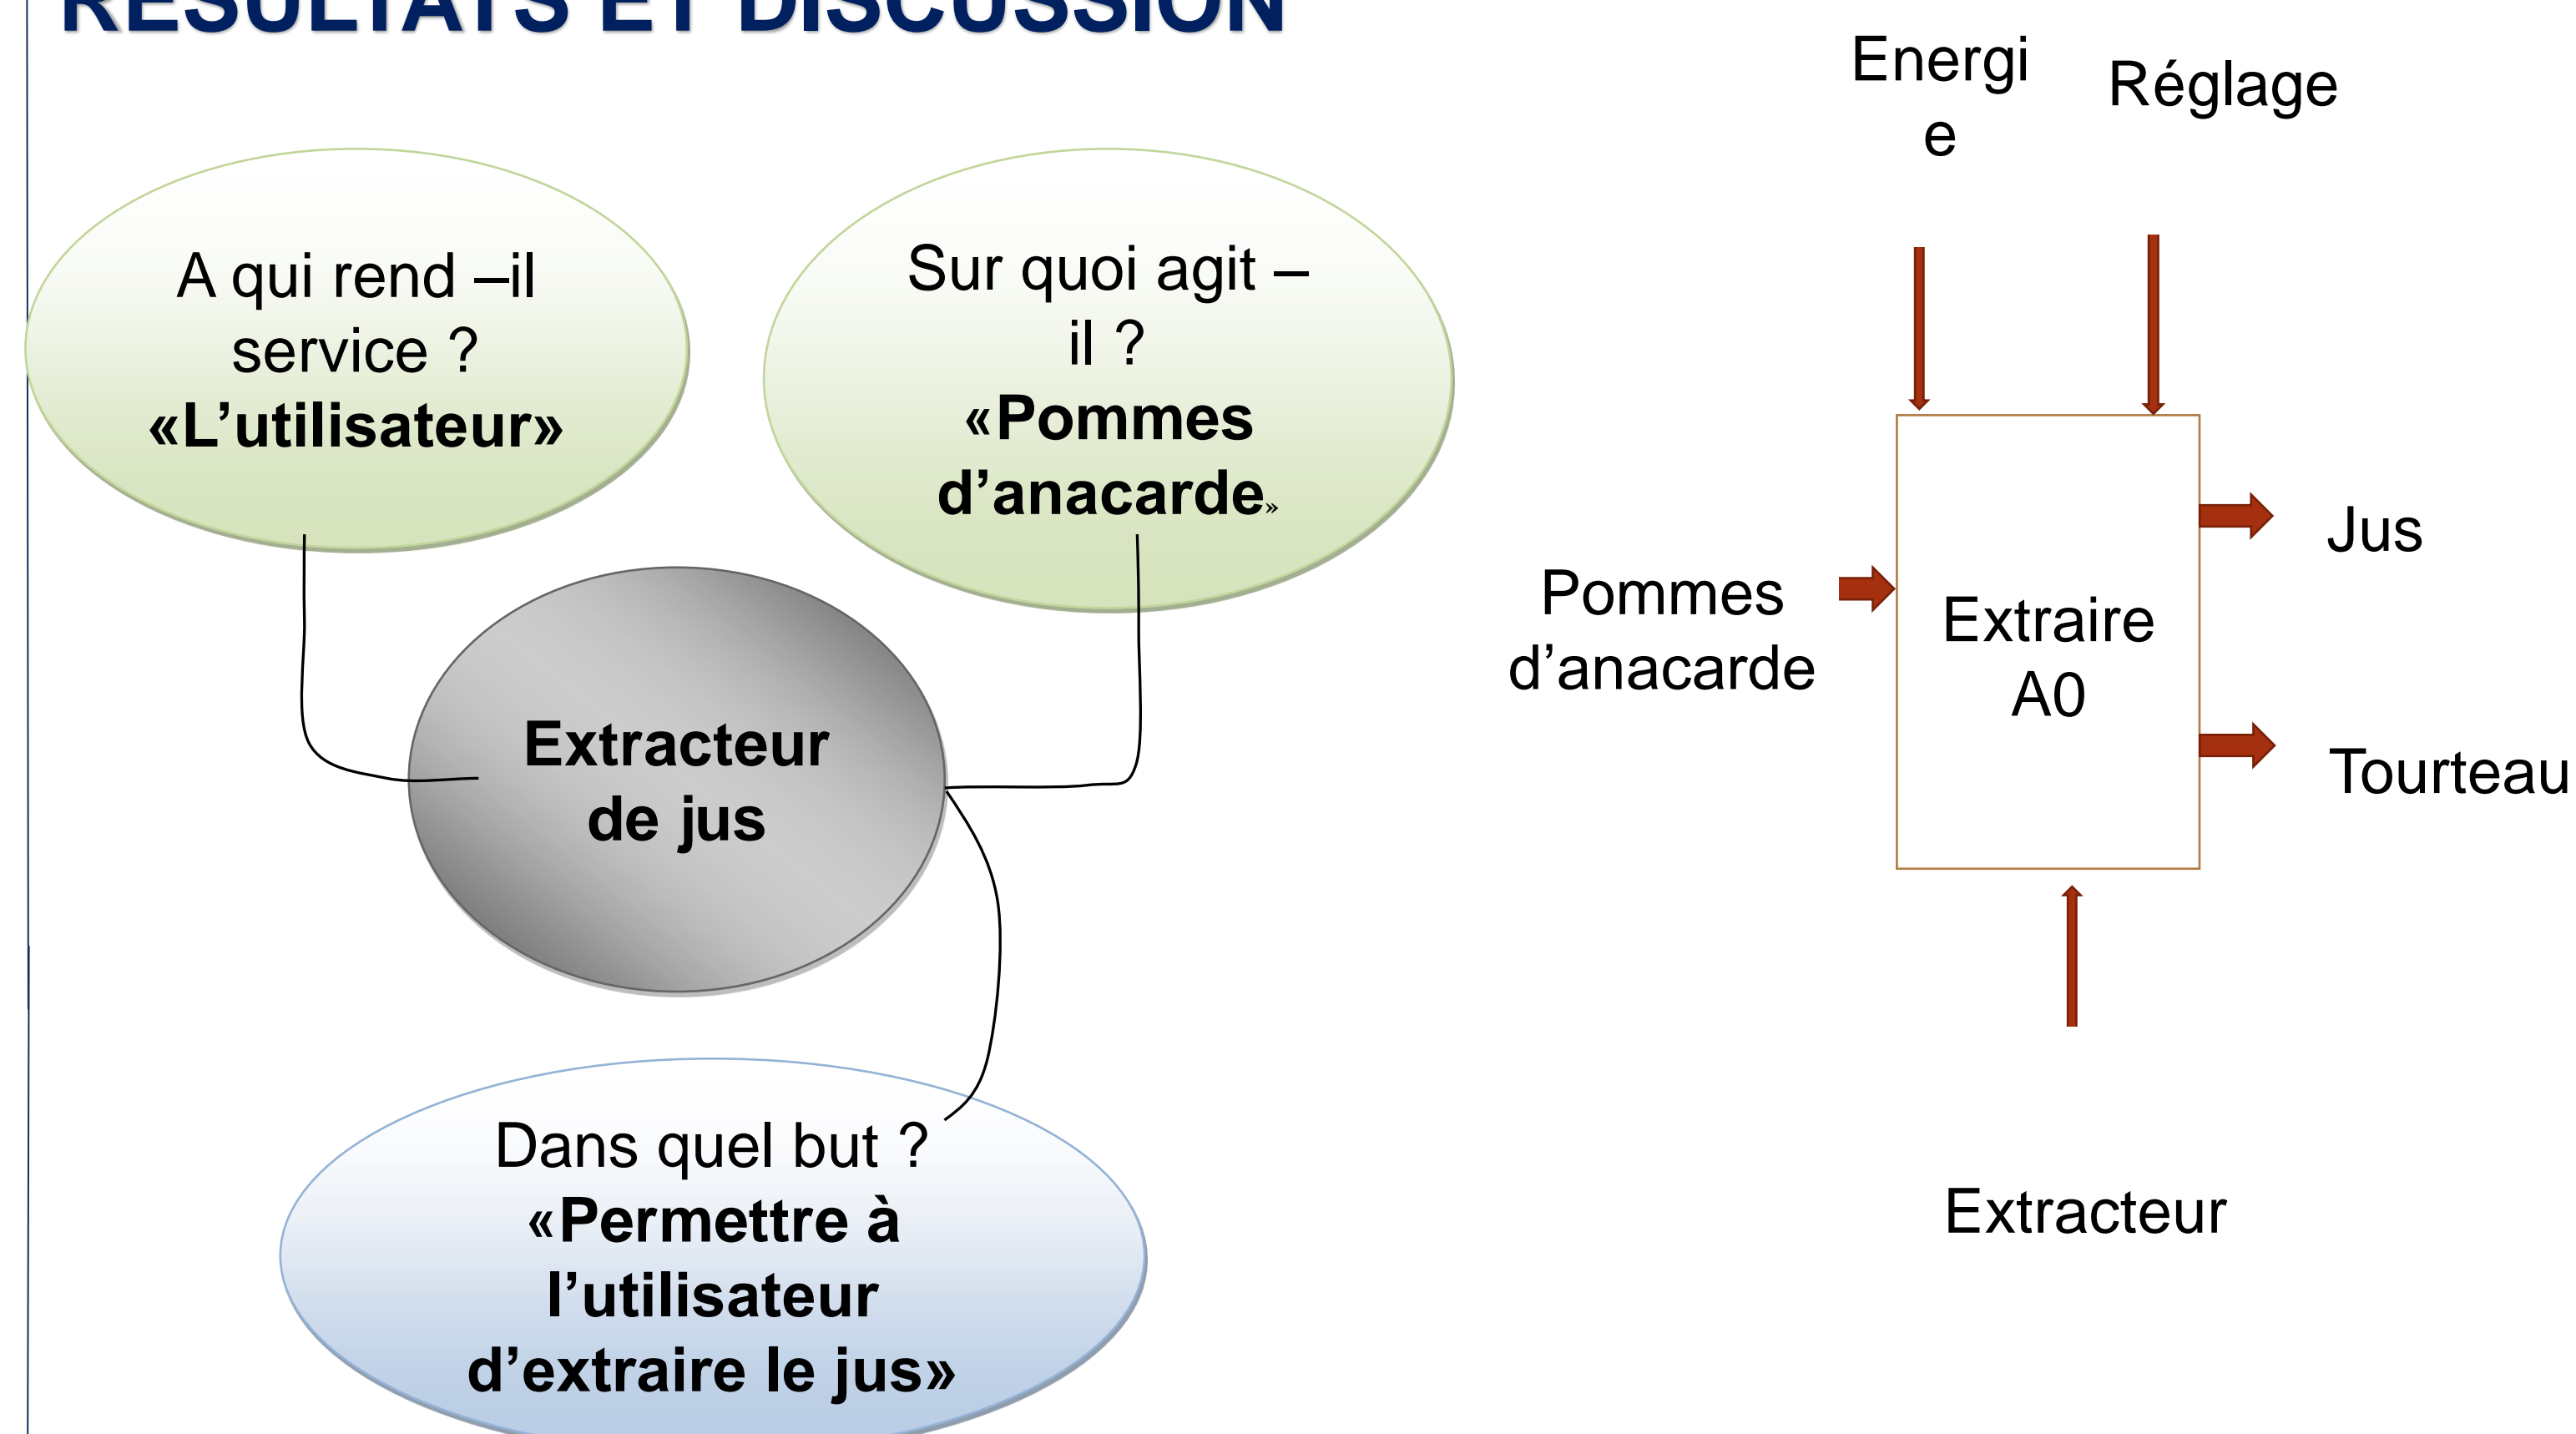 RESULTATS ET DISCUSSION
A qui rend –il
service ?
«L’utilisateur»
Sur quoi agit –
il ?
«Pommes
d’anacarde»
Extracteur
de jus
Dans quel but ?
«Permettre à
l’utilisateur
d’extraire le jus»
Energi
e
Réglage
Pommes
d’anacarde
Extraire
A0
Jus
Tourteau
Extracteur